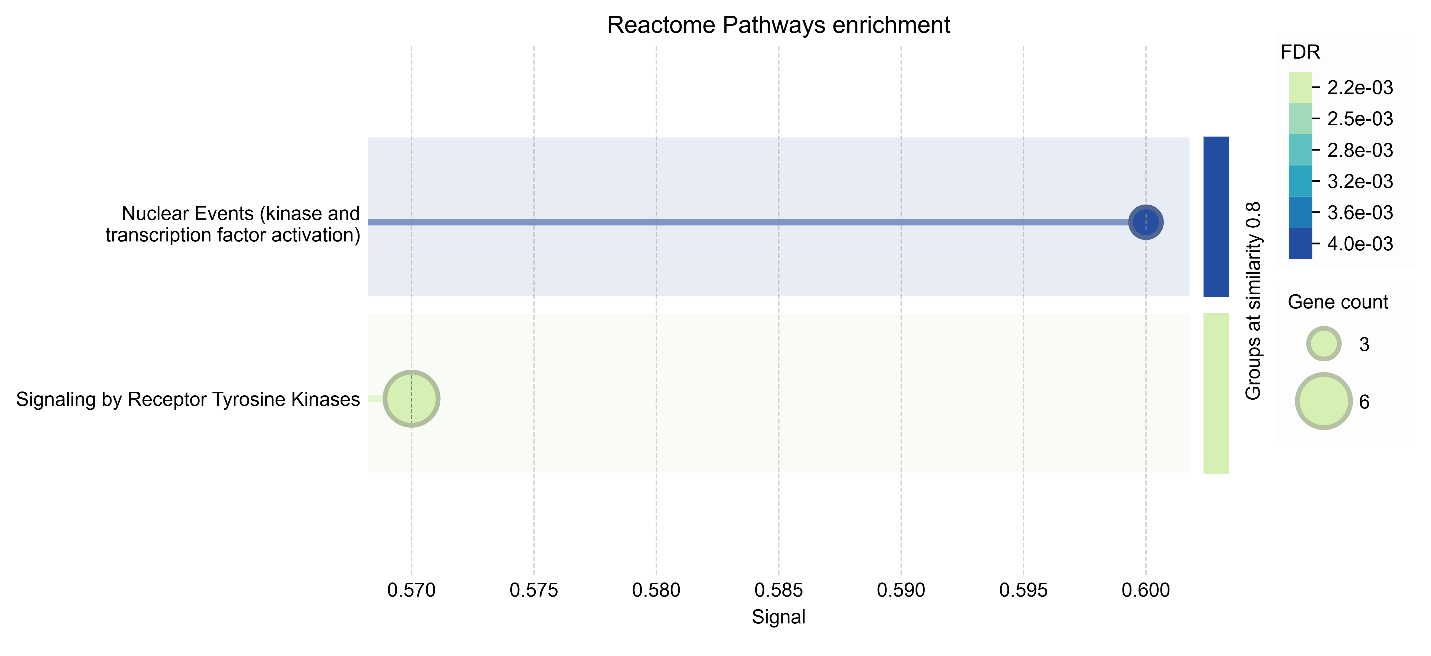 Reactome Pathways enrichment
Nuclear Events (kinase and
transcription factor activation)
Signaling by Receptor Tyrosine Kinases
0.570 0.575 0.580 0.585 0.590 0.595 0.600
Signal
Groups at similarity 0.8
FDR
2.2e-03
2.5e-03
2.8e-03
3.2e-03
3.6e-03
4.0e-03
Gene count
3
6